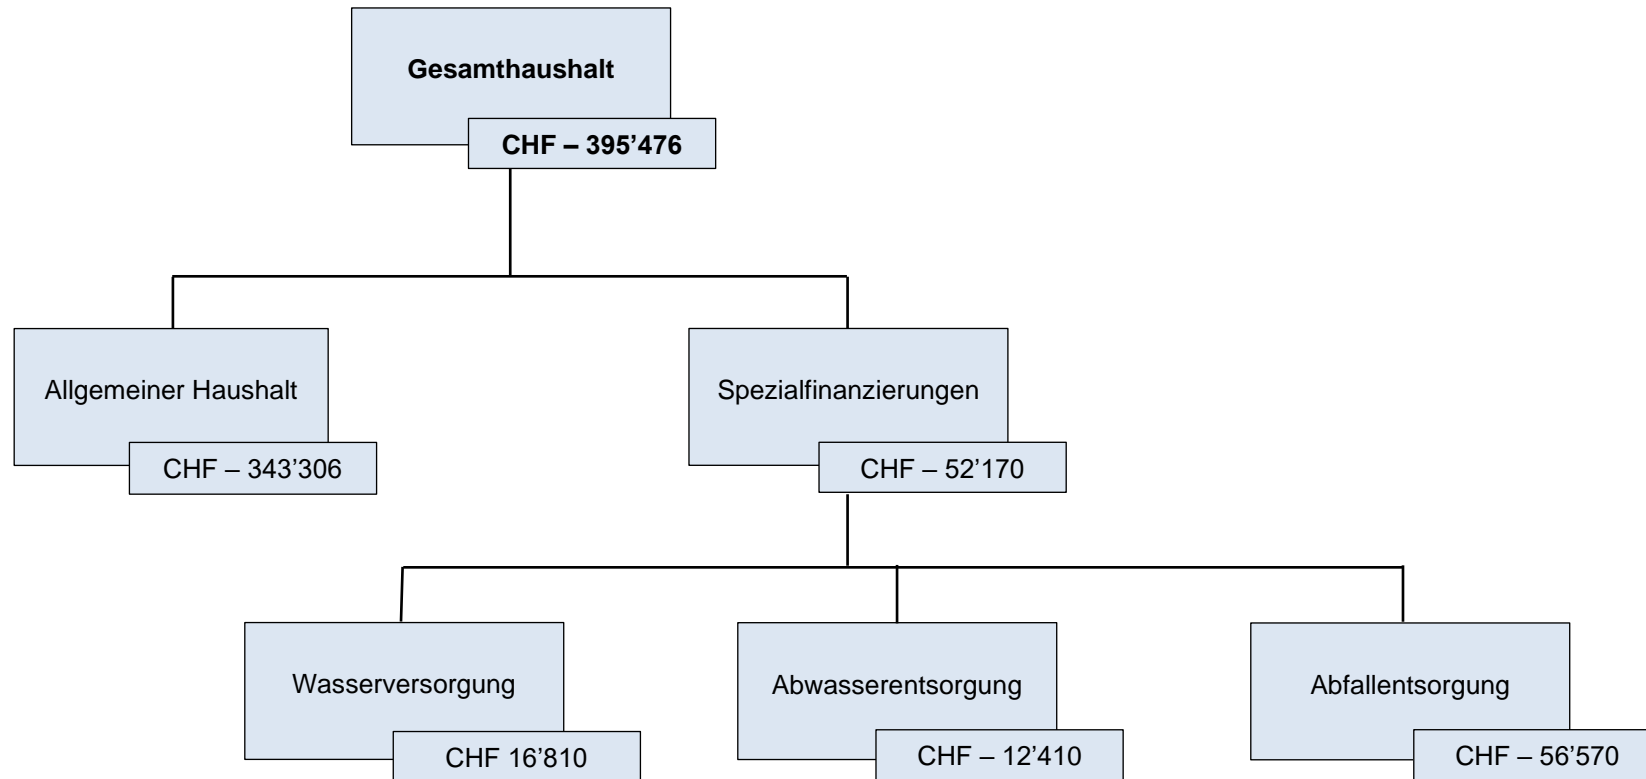 Gesamthaushalt
CHF – 395’476
Allgemeiner Haushalt
CHF – 343’306
Spezialfinanzierungen
CHF – 52’170
Wasserversorgung
CHF 16’810
Abwasserentsorgung
CHF – 12’410
Abfallentsorgung
CHF – 56’570